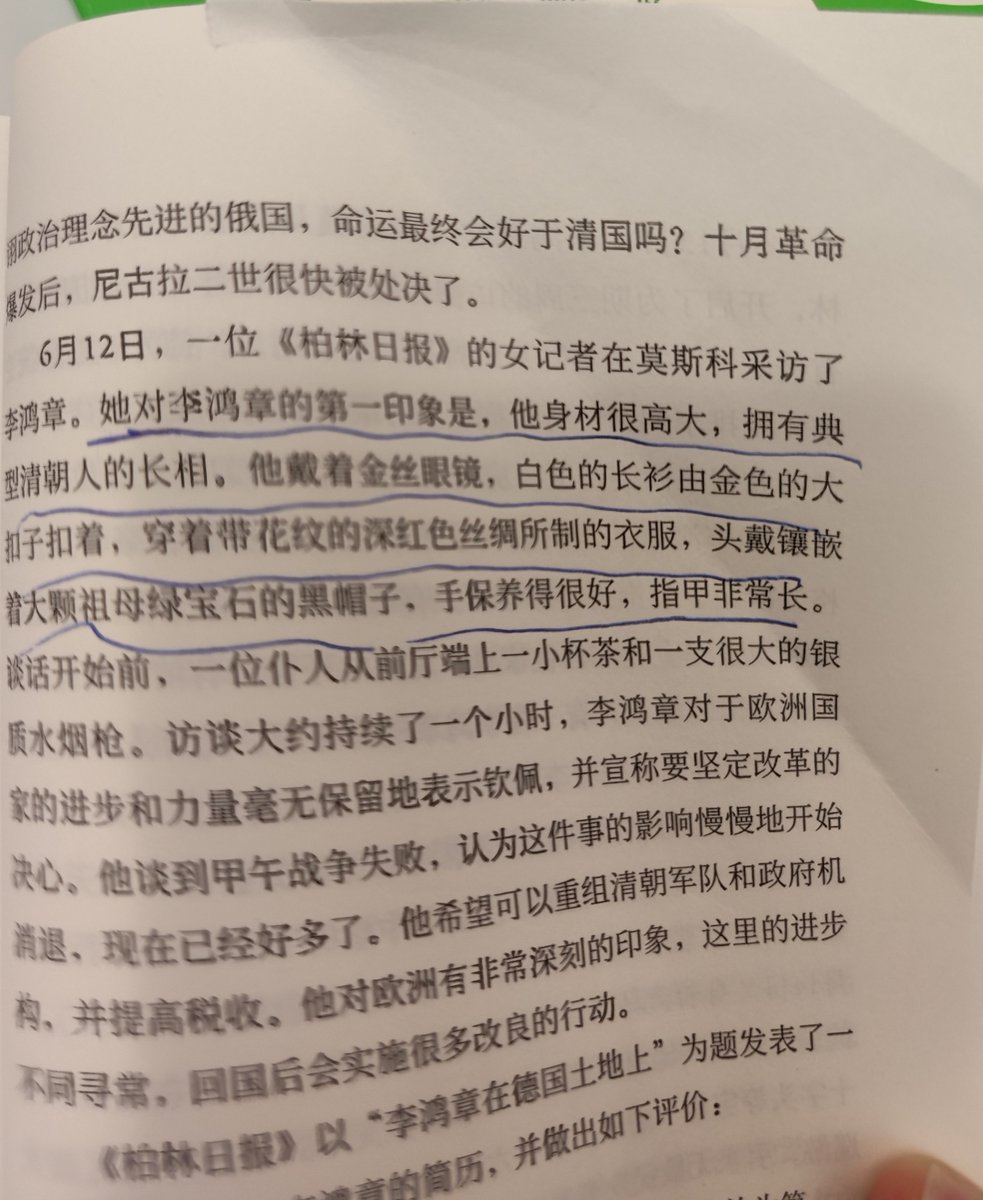 翎政治理念先进的俄国，命运最终会好于清国吗？十月革命
爆发后，尼古拉二世很快被处决了。
6月12日，一位《柏林日报》的女记者在莫斯科采访了
李鸿章。她对李鸿章的第一印象是，他身材很高大，拥有典
型清朝人的长相。他戴着金丝眼镜，白色的长衫由金色的大
扣子扣着，穿着带花纹的深红色丝绸所制的衣服，头戴镶嵌
着大颗祖母绿宝石的黑帽子，手保养得很好，指甲非常长。
谈话开始前，一位仆人从前厅端上一小杯茶和一支很大的银
质水烟枪。访谈大约持续了一个小时，李鸿章对于欧洲国
家的进步和力量毫无保留地表示钦佩，并宣称要坚定改革的
决心。他谈到甲午战争失败，认为这件事的影响慢慢地开始
消退，现在已经好多了。他希望可以重组清朝军队和政府机
构，并提高税收。他对欧洲有非常深刻的印象，这里的进步
不同寻常，回国后会实施很多改良的行动。
《柏林日报》以“李鸿章在德国土地上”为题发表了一
鸿章的简历，并做出如下评价：